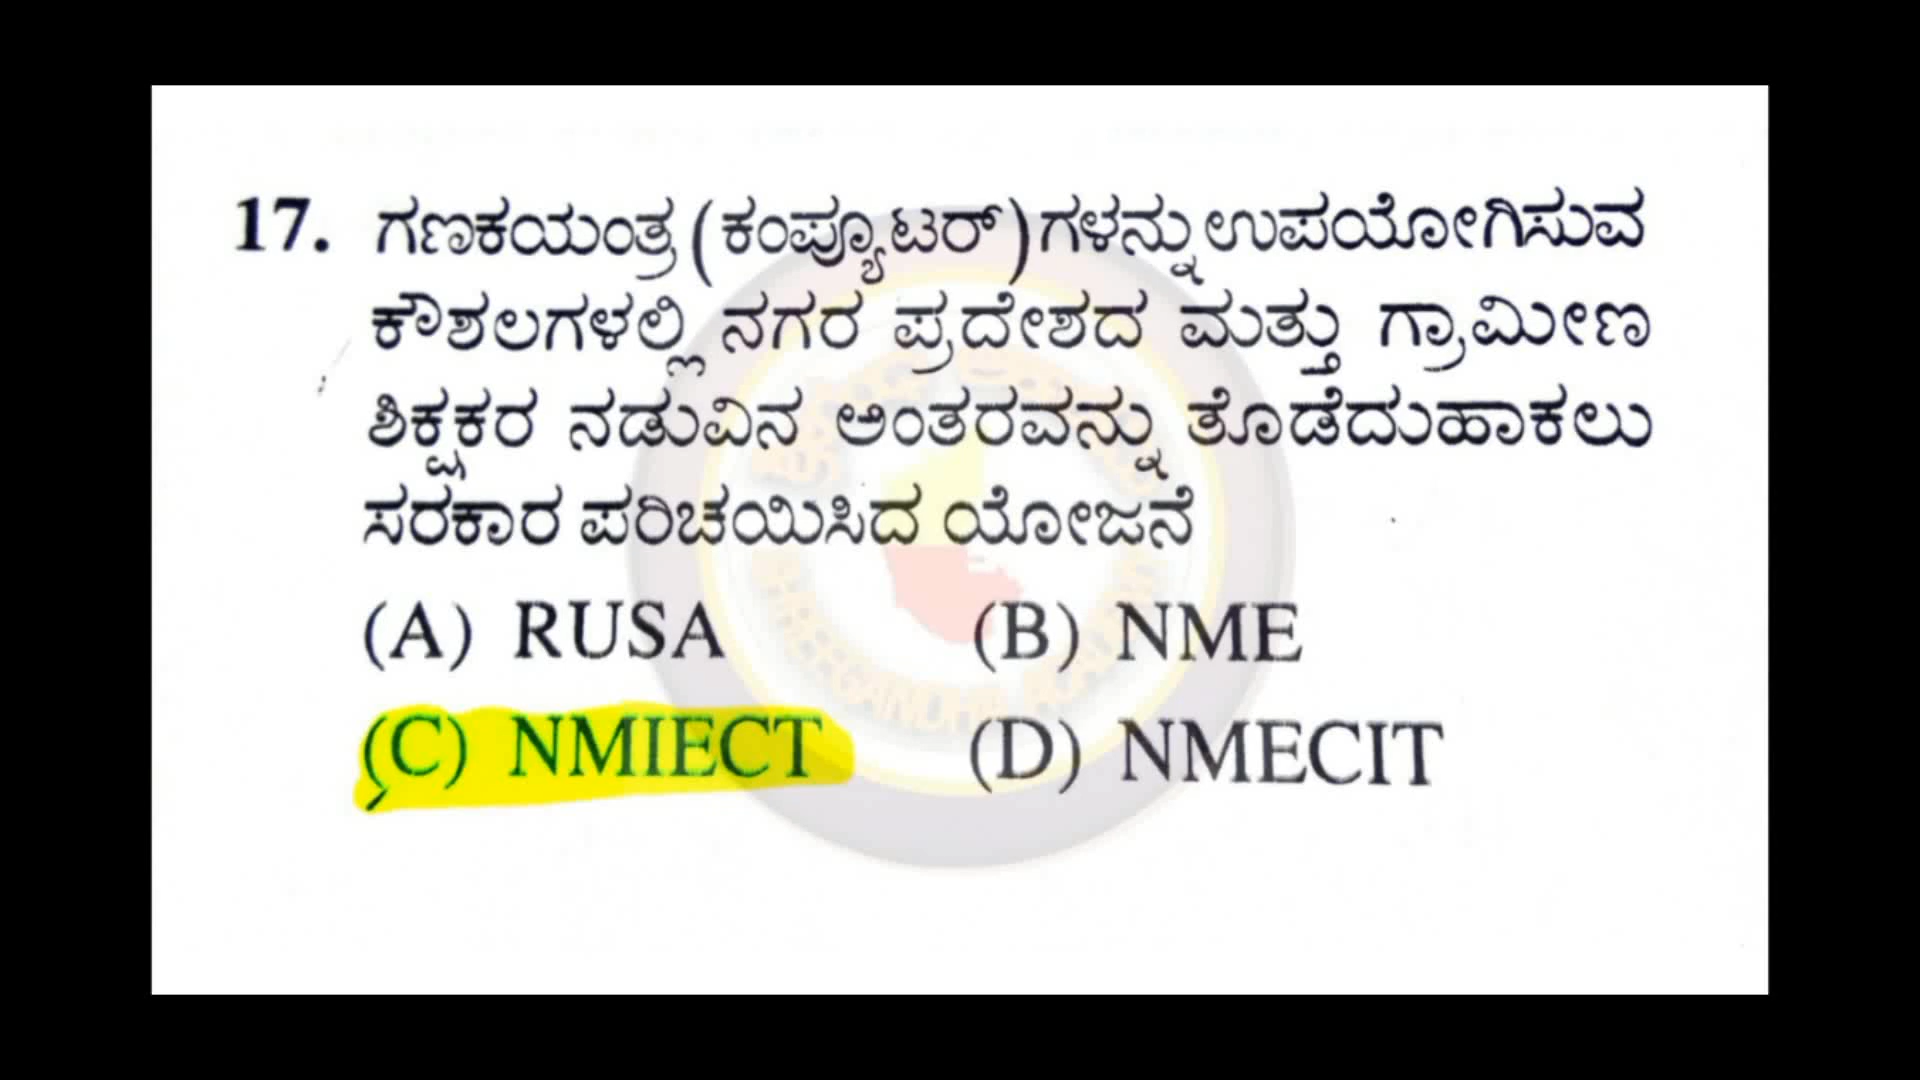 17. ಗಣಕಯಂತ್ರ (ಕಂಪ್ಯೂಟರ್)ಗಳನ್ನು ಉಪಯೋಗಿಸುವ
ಕೌಶಲಗಳಲ್ಲಿ ನಗರ ಪ್ರದೇಶದ ಮತ್ತು ಗ್ರಾಮೀಣ
ಶಿಕ್ಷಕರ ನಡುವಿನ ಅಂತರವನ್ನು ತೊಡೆದುಹಾಕಲು
ಸರಕಾರ ಪರಿಚಯಿಸಿದ ಯೋಜನೆ
(A) RUSA (B) NME
(C) NMIECT (D) NMECIT